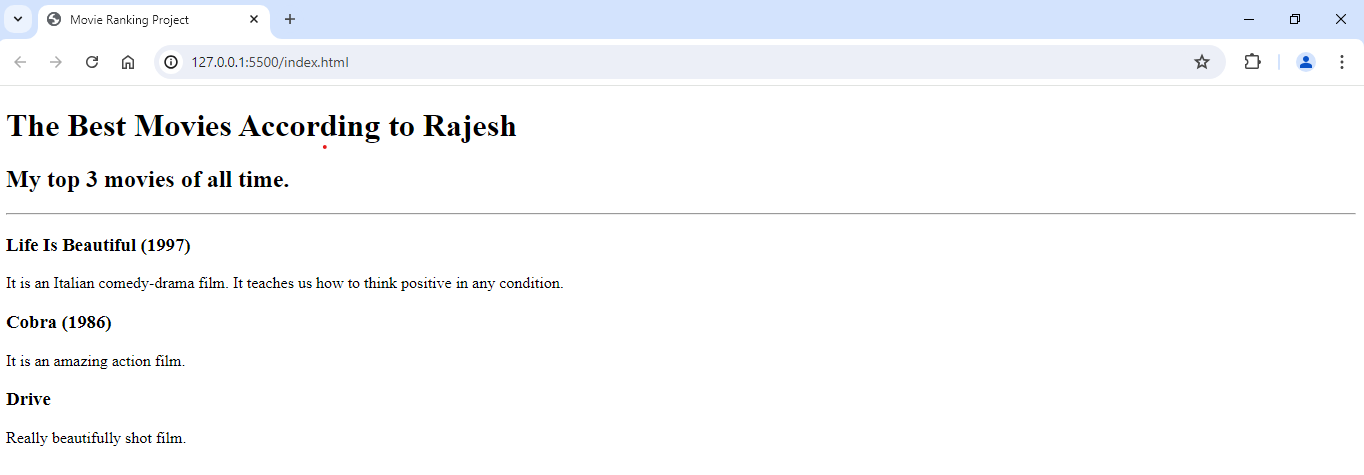 Movie Ranking Project
127.0.0.1:5500/index.html
The Best Movies According to Rajesh
My top 3 movies of all time.
Life Is Beautiful (1997)
It is an Italian comedy-drama film. It teaches us how to think positive in any condition.
Cobra (1986)
It is an amazing action film.
Drive
Really beautifully shot film.